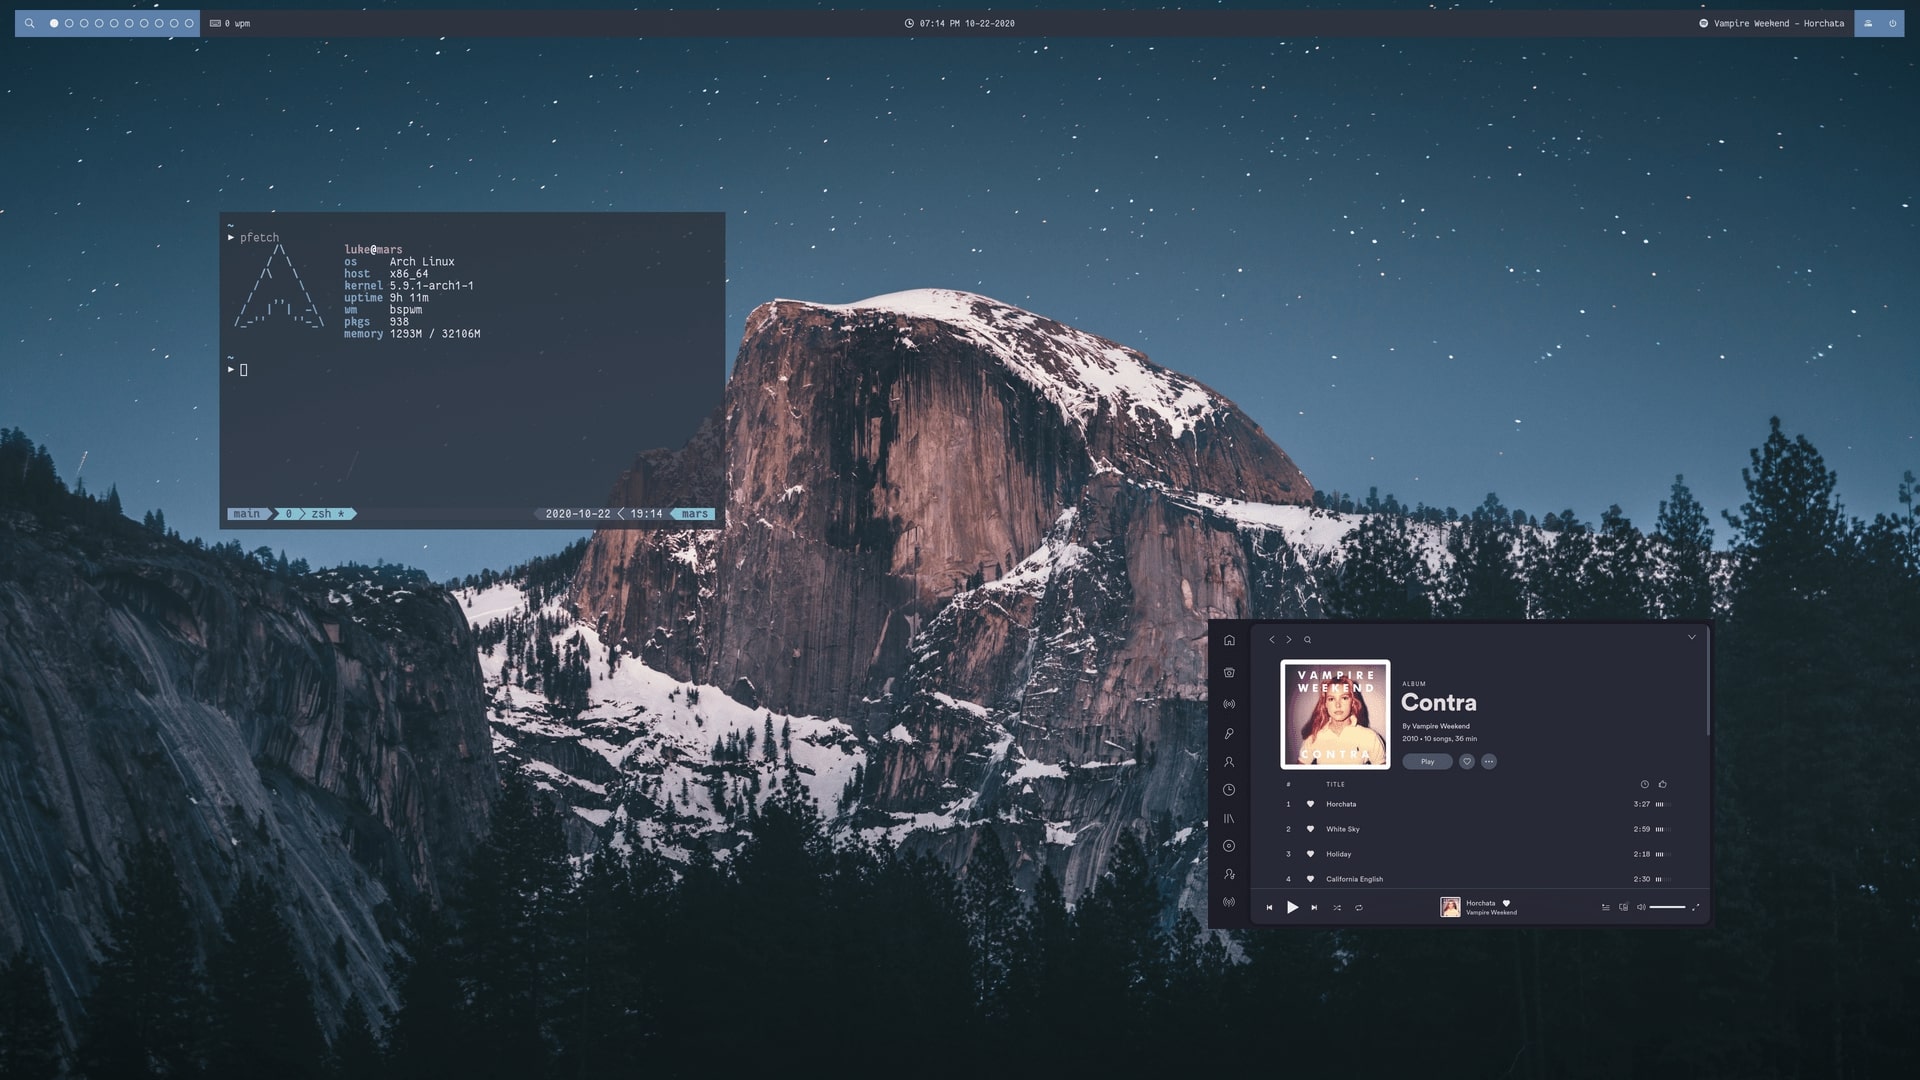 0 wpm
07:14 PM 10-22-2020
Vampire Weekend - Horchata
~
▶ pfetch
luke@mars
os Arch Linux
host x86_64
kernel 5.9.1-arch1-1
uptime 9h 11m
wm bspwm
pkgs 938
memory 1293M / 32106M
~
▶
main 0 zsh *
2020-10-22 19:14 mars
VAMPIRE
WEEKEND
CONTRA
ALBUM
Contra
By Vampire Weekend
2010 • 10 songs, 36 min
Play
# TITLE
1 Horchata 3:27
2 White Sky 2:59
3 Holiday 2:18
4 California English 2:30
Horchata
Vampire Weekend